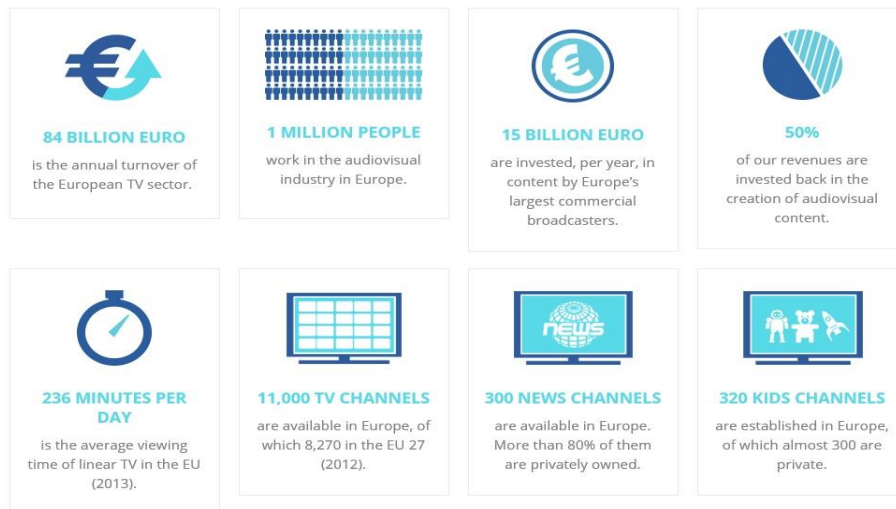 84 BILLION EURO
is the annual turnover of
the European TV sector.
1 MILLION PEOPLE
work in the audiovisual
industry in Europe.
15 BILLION EURO
are invested, per year, in
content by Europe's
largest commercial
broadcasters.
50%
of our revenues are
invested back in the
creation of audiovisual
content.
236 MINUTES PER
DAY
is the average viewing
time of linear TV in the EU
(2013).
11,000 TV CHANNELS
are available in Europe, of
which 8,270 in the EU 27
(2012).
NEWS
300 NEWS CHANNELS
are available in Europe.
More than 80% of them
are privately owned.
320 KIDS CHANNELS
are established in Europe,
of which almost 300 are
private.